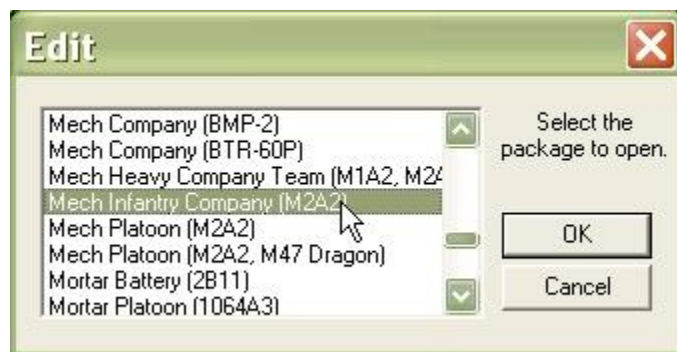 Edit
Mech Company (BMP-2)
Mech Company (BTR-60P)
Mech Heavy Company Team (M1A2, M2A
Mech Infantry Company (M2A2)
Mech Platoon (M2A2)
Mech Platoon (M2A2, M47 Dragon)
Mortar Battery (2B11)
Mortar Platoon (1064A3)
Select the
package to open.
OK
Cancel